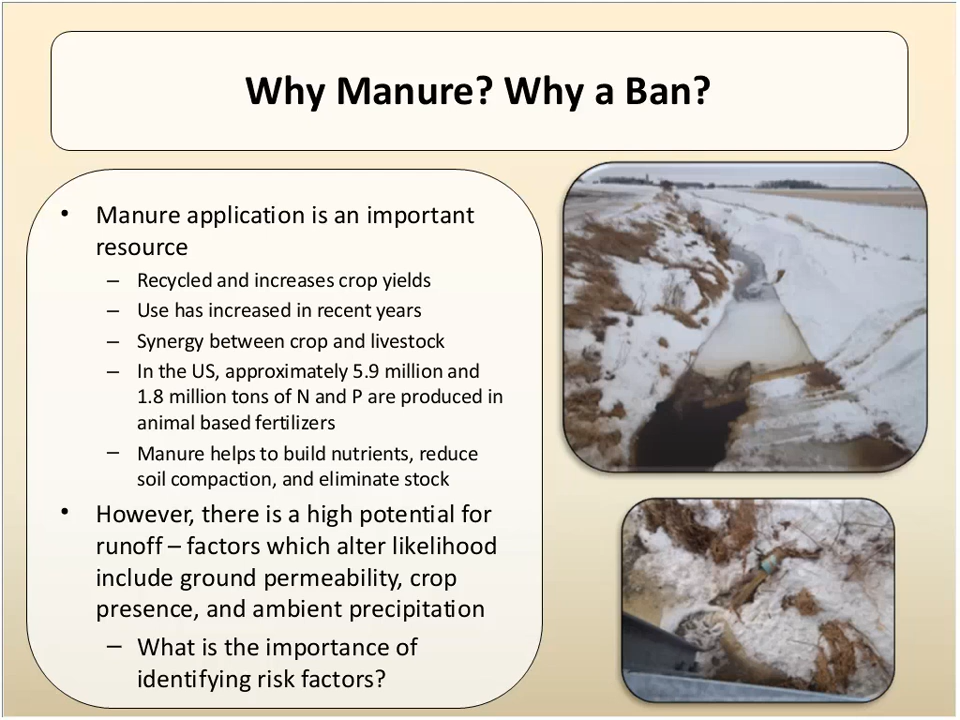 Why Manure? Why a Ban?
• Manure application is an important
resource
– Recycled and increases crop yields
– Use has increased in recent years
– Synergy between crop and livestock
– In the US, approximately 5.9 million and
1.8 million tons of N and P are produced in
animal based fertilizers
– Manure helps to build nutrients, reduce
soil compaction, and eliminate stock
• However, there is a high potential for
runoff – factors which alter likelihood
include ground permeability, crop
presence, and ambient precipitation
– What is the importance of
identifying risk factors?